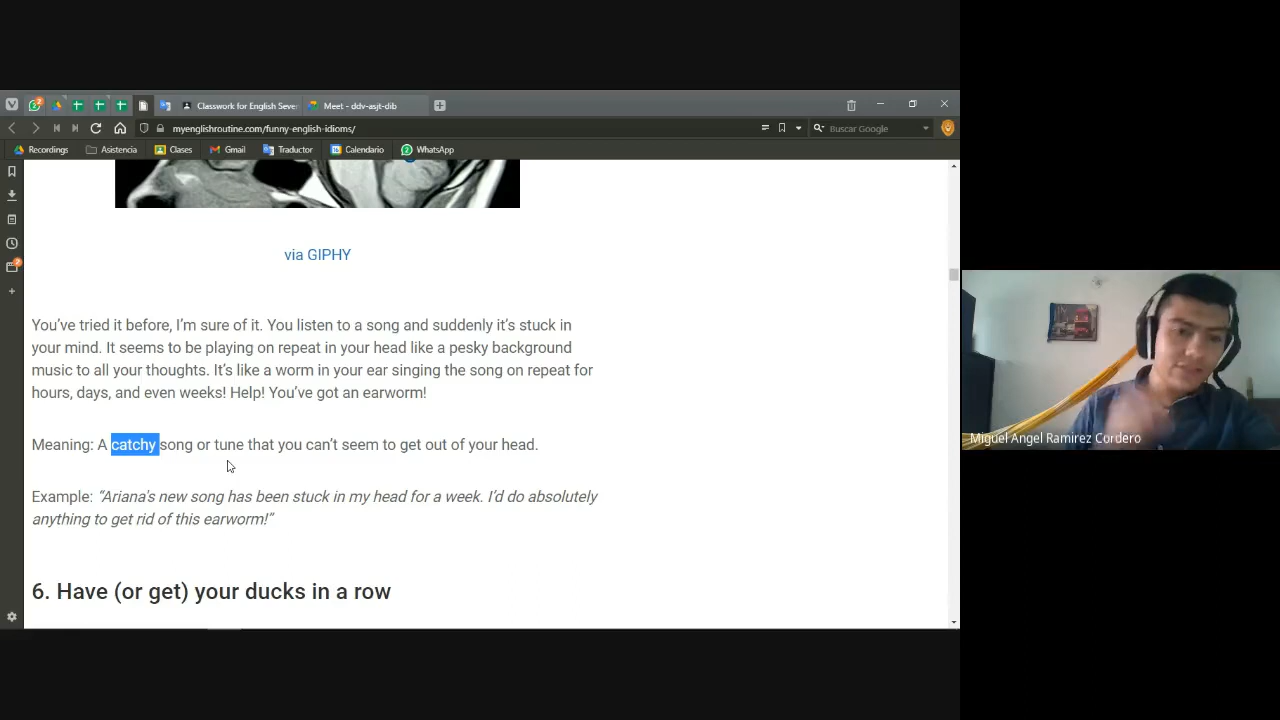 Classwork for English Seve
Meet - ddv-asjt-dib
myenglishroutine.com/funny-english-idioms/
Buscar Google
Recordings
Asistencia
Clases
Gmail
Traductor
Calendario
WhatsApp
via GIPHY
You've tried it before, I'm sure of it. You listen to a song and suddenly it's stuck in
your mind. It seems to be playing on repeat in your head like a pesky background
music to all your thoughts. It's like a worm in your ear singing the song on repeat for
hours, days, and even weeks! Help! You've got an earworm!
Meaning: A catchy song or tune that you can't seem to get out of your head.
Example: “Ariana's new song has been stuck in my head for a week. I'd do absolutely
anything to get rid of this earworm!”
6. Have (or get) your ducks in a row
Miguel Angel Ramirez Cordero